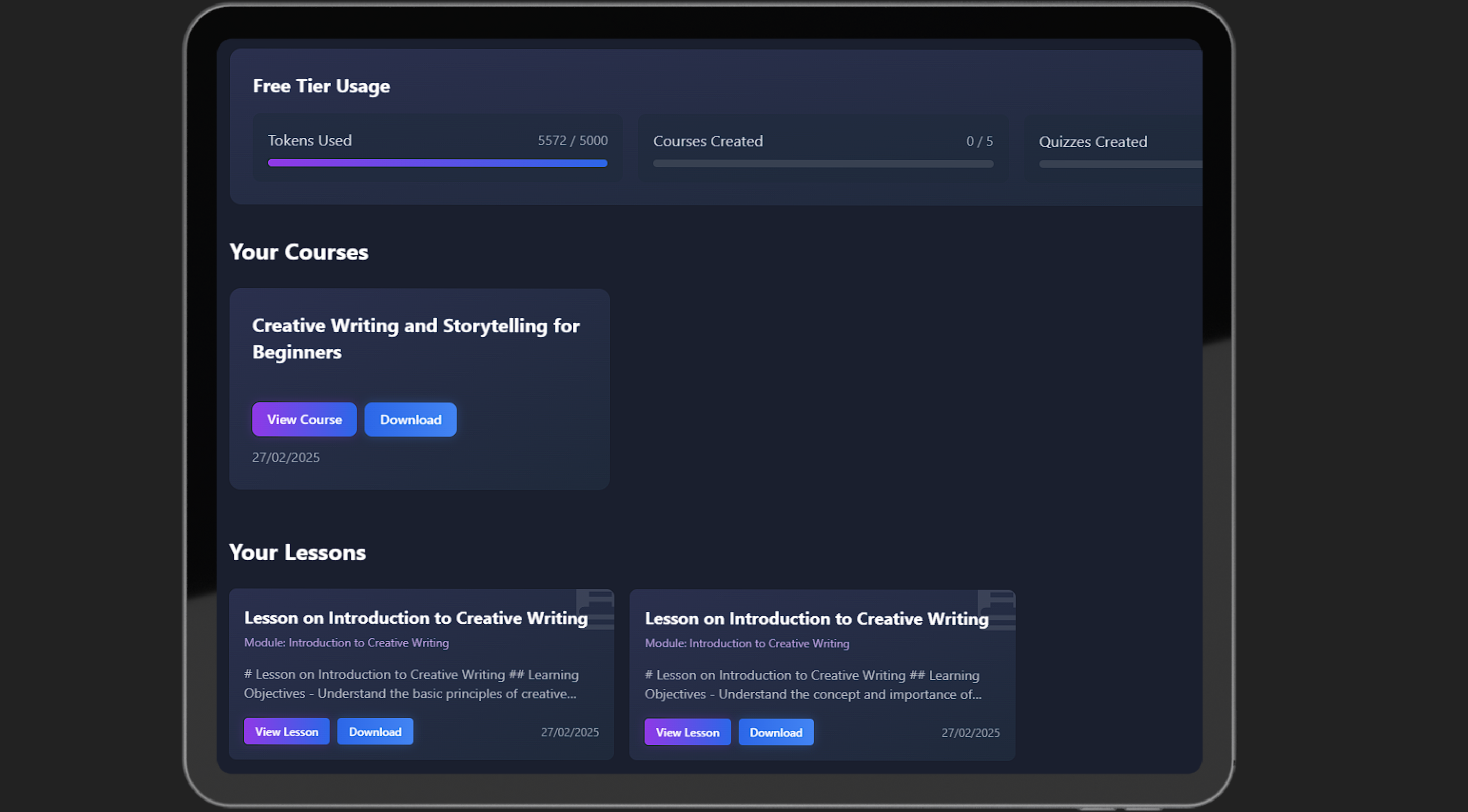 Free Tier Usage
Tokens Used 5572 / 5000
Courses Created 0 / 5
Quizzes Created
Your Courses
Creative Writing and Storytelling for
Beginners
View Course Download
27/02/2025
Your Lessons
Lesson on Introduction to Creative Writing
Module: Introduction to Creative Writing
# Lesson on Introduction to Creative Writing ## Learning
Objectives - Understand the basic principles of creative...
View Lesson Download 27/02/2025
Lesson on Introduction to Creative Writing
Module: Introduction to Creative Writing
# Lesson on Introduction to Creative Writing ## Learning
Objectives - Understand the concept and importance of...
View Lesson Download 27/02/2025